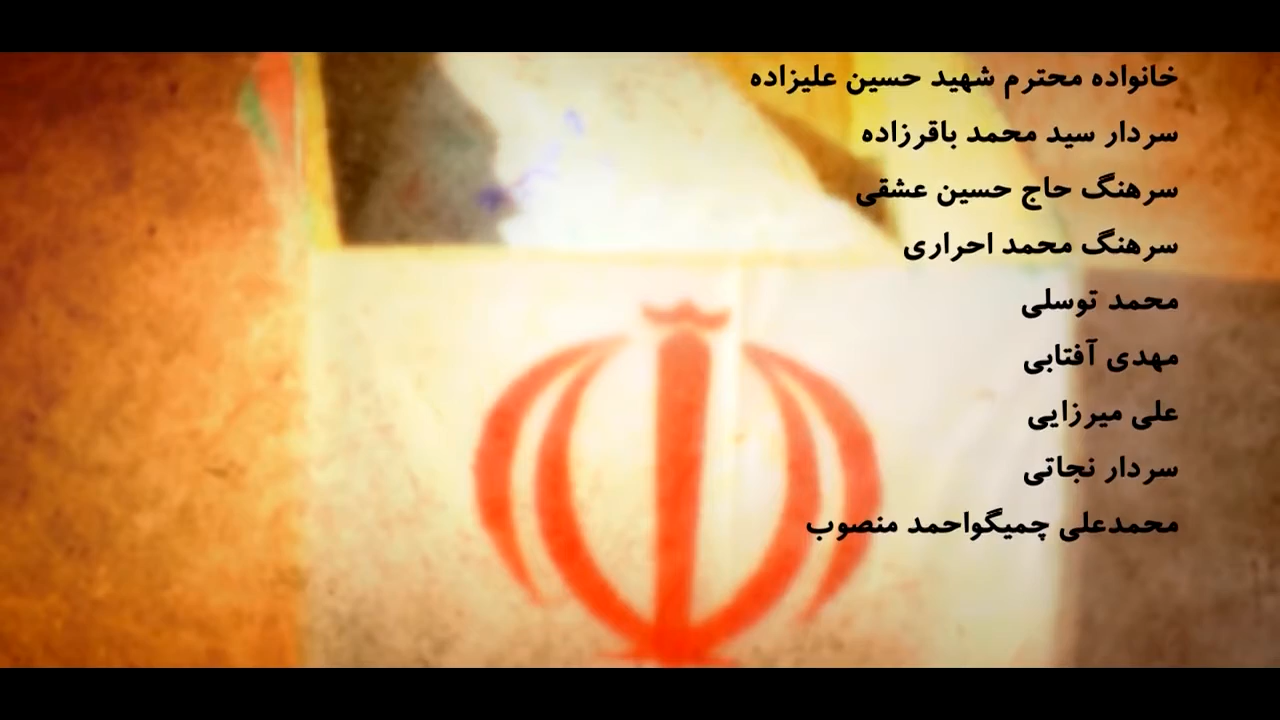 خانواده محترم شهید حسین علیزاده
سردار سید محمد باقرزاده
سرهنگ حاج حسین عشقی
سرهنگ محمد احراری
محمد توسلی
مهدی آفتابی
علی میرزایی
سردار نجاتی
محمدعلی چمیگواحمد منصوب